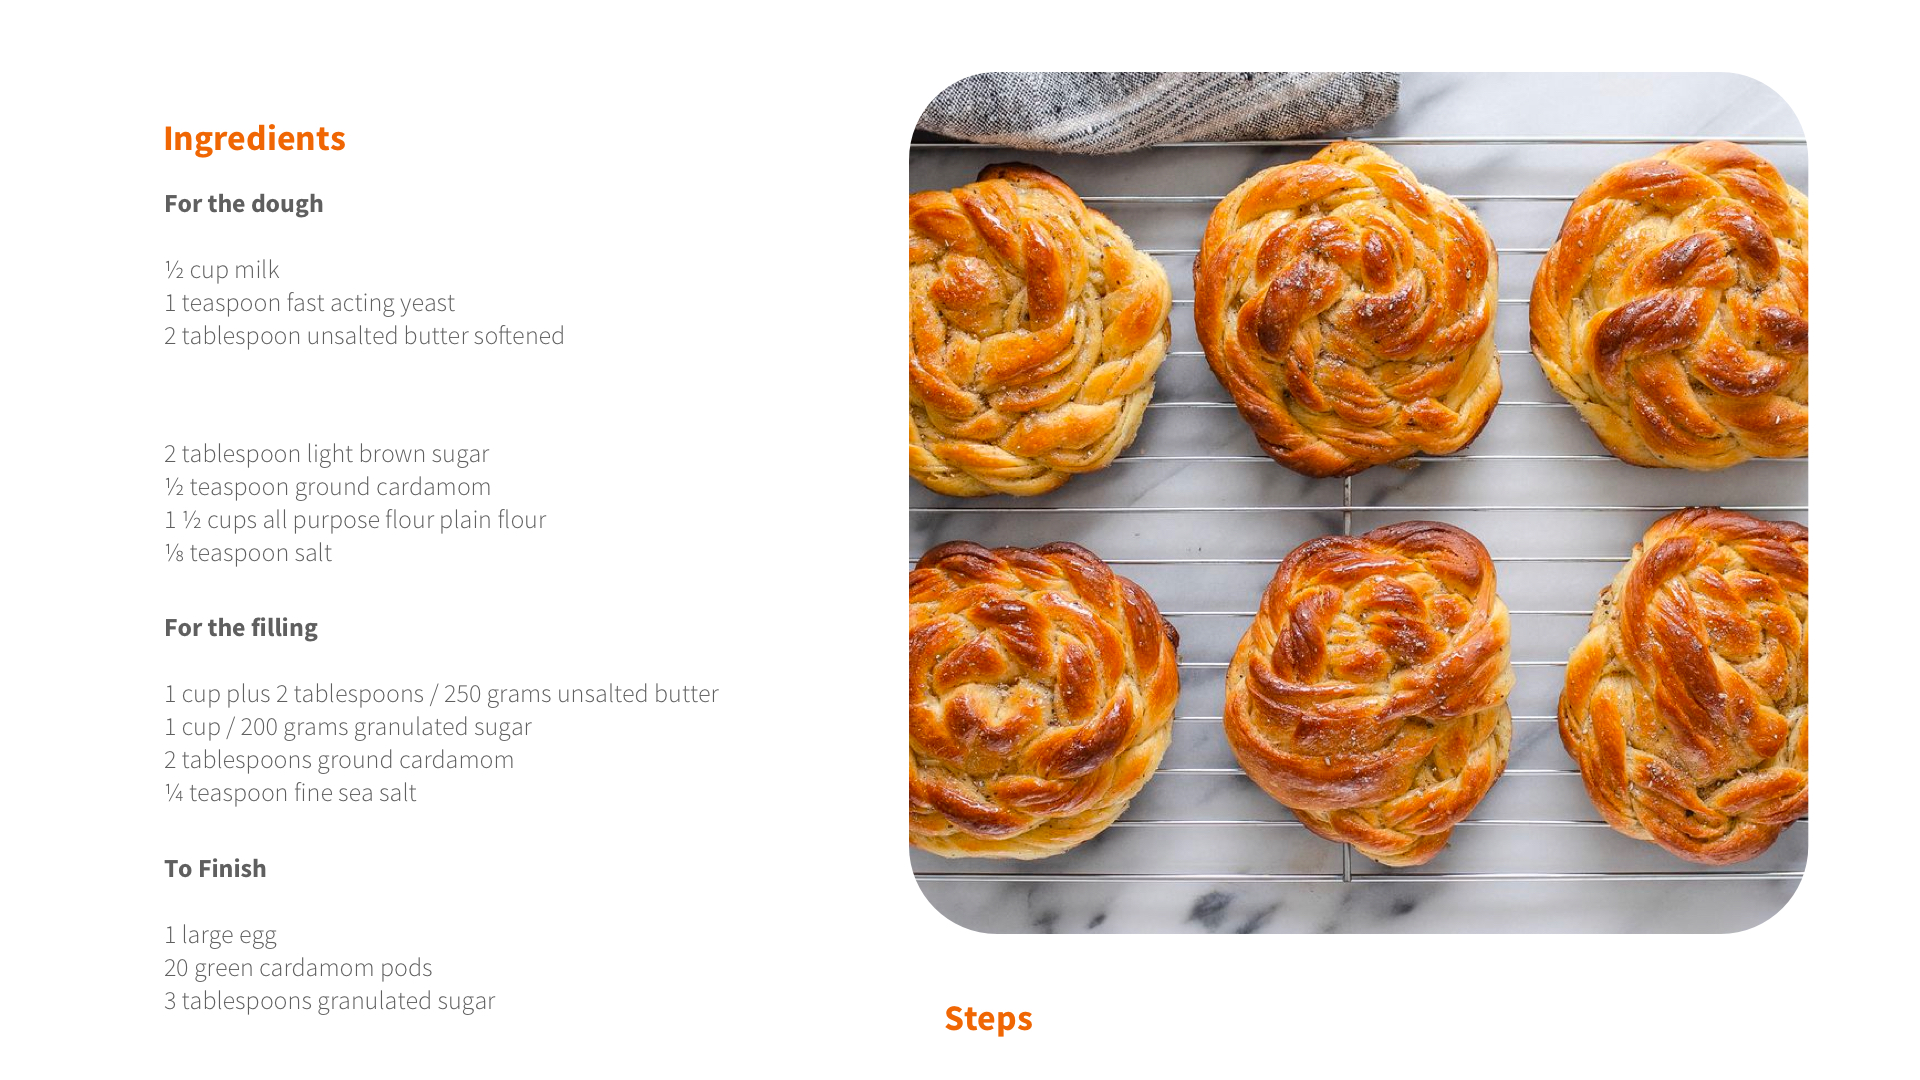 Ingredients
For the dough
½ cup milk
1 teaspoon fast acting yeast
2 tablespoon unsalted butter softened
2 tablespoon light brown sugar
½ teaspoon ground cardamom
1 ½ cups all purpose flour plain flour
⅛ teaspoon salt
For the filling
1 cup plus 2 tablespoons / 250 grams unsalted butter
1 cup / 200 grams granulated sugar
2 tablespoons ground cardamom
¼ teaspoon fine sea salt
To Finish
1 large egg
20 green cardamom pods
3 tablespoons granulated sugar
Steps